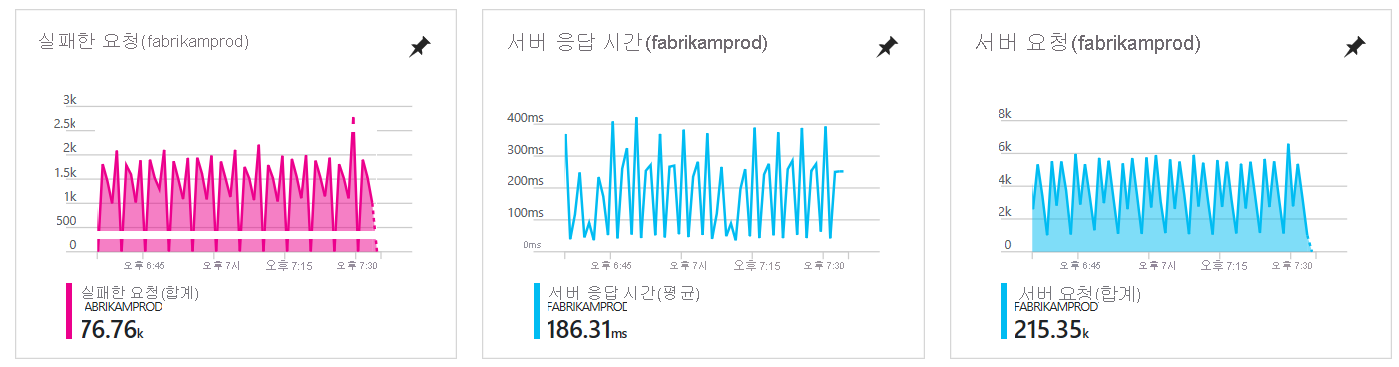 실패한 요청(fabrikamprod)
3k
2.5k
2k
1.5k
1k
500
0
오후 6:45
오후 7시
오후 7:15
오후 7:30
실패한 요청(합계)
ABRIKAMPROD
76.76k
서버 응답 시간(fabrikamprod)
400ms
300ms
200ms
100ms
0ms
오후 6:45
오후 7시
오후 7:15
오후 7:30
서버 응답 시간(평균)
FABRIKAMPROD
186.31ms
서버 요청(fabrikamprod)
8k
6k
4k
2k
0
오후 6:45
오후 7시
오후 7:15
오후 7:30
서버 요청(합계)
FABRIKAMPROD
215.35k